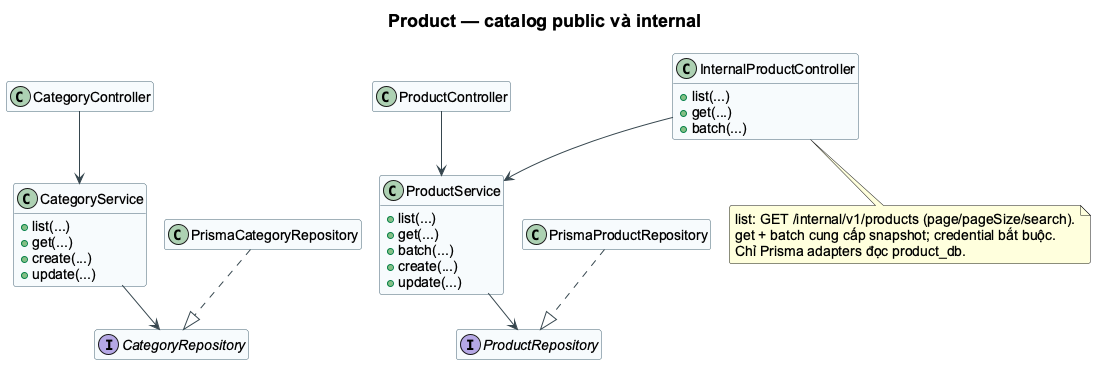 Product — catalog public và internal
C CategoryController
C ProductController
C InternalProductController
list(...)
get(...)
batch(...)
C CategoryService
list(...)
get(...)
create(...)
update(...)
C PrismaCategoryRepository
C ProductService
list(...)
get(...)
batch(...)
create(...)
update(...)
C PrismaProductRepository
list: GET /internal/v1/products (page/pageSize/search).
get + batch cung cấp snapshot; credential bắt buộc.
Chỉ Prisma adapters đọc product_db.
I CategoryRepository
I ProductRepository